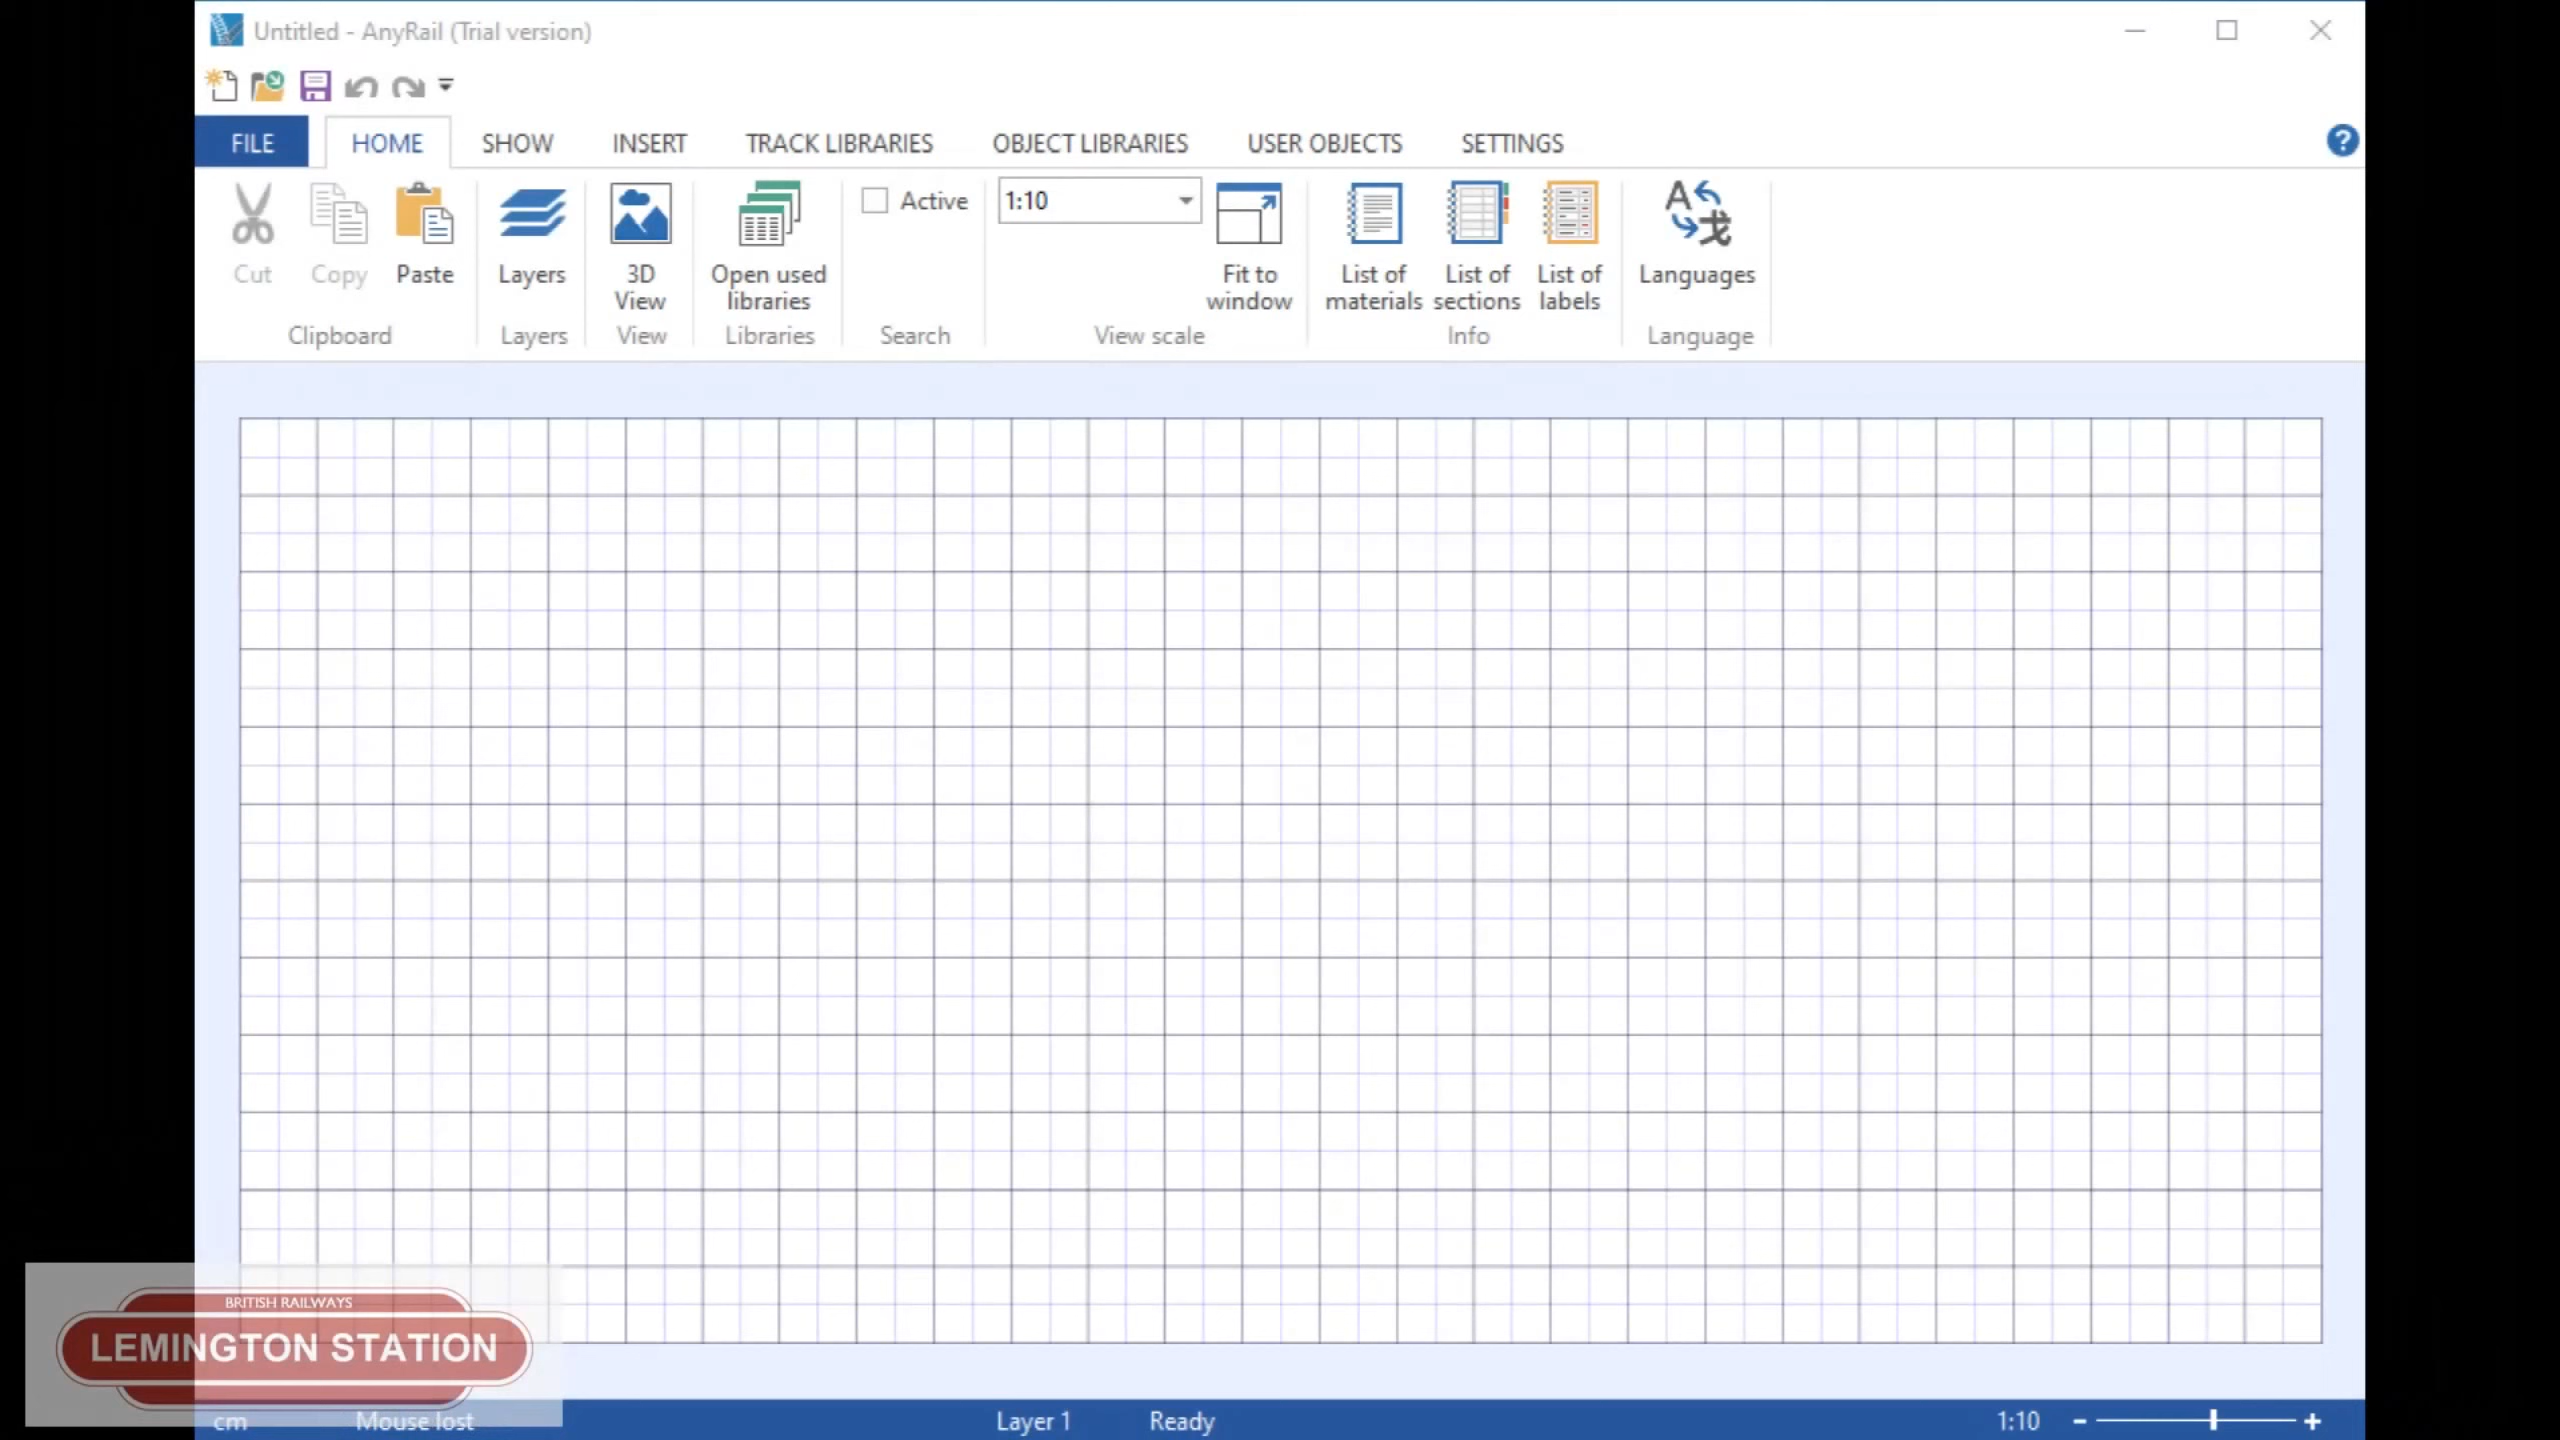 Untitled - AnyRail (Trial version)
FILE HOME SHOW INSERT TRACK LIBRARIES OBJECT LIBRARIES USER OBJECTS SETTINGS ?
Active 1:10
Cut Copy Paste Layers 3D View Open used libraries Fit to window List of materials List of sections List of labels Languages
Clipboard Layers View Libraries Search View scale Info Language
BRITISH RAILWAYS
LEMINGTON STATION
cm Mouse lost Layer 1 Ready 1:10